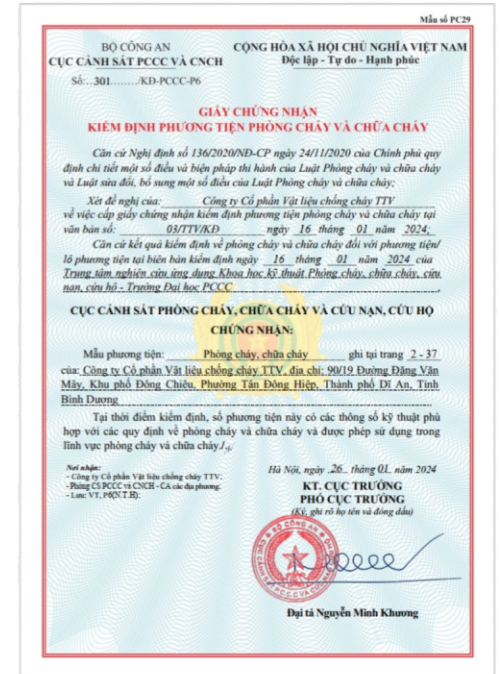 Mẫu số PC29
BỘ CÔNG AN
CỤC CẢNH SÁT PCCC VÀ CNCH
Số: 301 /KĐ-PCCC-P6
CỘNG HÒA XÃ HỘI CHỦ NGHĨA VIỆT NAM
Độc lập - Tự do - Hạnh phúc
GIẤY CHỨNG NHẬN
KIỂM ĐỊNH PHƯƠNG TIỆN PHÒNG CHÁY VÀ CHỮA CHÁY
Căn cứ Nghị định số 136/2020/NĐ-CP ngày 24/11/2020 của Chính phủ quy
định chi tiết một số điều và biện pháp thi hành của Luật Phòng cháy và chữa cháy
và Luật sửa đổi, bổ sung một số điều của Luật Phòng cháy và chữa cháy;
Xét đề nghị của: Công ty Cổ phần Vật liệu chống cháy TTV
về việc cấp giấy chứng nhận kiểm định phương tiện phòng cháy và chữa cháy tại
văn bản số: 03/TTV/KĐ ngày 16 tháng 01 năm 2024;
Căn cứ kết quả kiểm định về phòng cháy và chữa cháy đối với phương tiện/
lô phương tiện tại biên bản kiểm định ngày 16 tháng 01 năm 2024 của
Trung tâm nghiên cứu ứng dụng Khoa học kỹ thuật Phòng cháy, chữa cháy, cứu
nạn, cứu hộ - Trường Đại học PCCC
CỤC CẢNH SÁT PHÒNG CHÁY, CHỮA CHÁY VÀ CỨU NẠN, CỨU HỘ
CHỨNG NHẬN:
Mẫu phương tiện: Phòng cháy, chữa cháy ghi tại trang 2 - 37
của: Công ty Cổ phần Vật liệu chống cháy TTV, địa chỉ: 90/19 Đường Đặng Văn
Mây, Khu phố Đông Chiêu, Phường Tân Đông Hiệp, Thành phố Dĩ An, Tỉnh
Bình Dương
Tại thời điểm kiểm định, số phương tiện này có các thông số kỹ thuật phù
hợp với các quy định về phòng cháy và chữa cháy và được phép sử dụng trong
lĩnh vực phòng cháy và chữa cháy./.
Nơi nhận:
- Công ty Cổ phần Vật liệu chống cháy TTV;
- Phòng CS PCCC và CNCH - CA các địa phương;
- Lưu: VT, P6(N.T.H).
Hà Nội, ngày 26 tháng 01 năm 2024
KT. CỤC TRƯỞNG
PHÓ CỤC TRƯỞNG
(Ký, ghi rõ họ tên và đóng dấu)
Đại tá Nguyễn Minh Khương